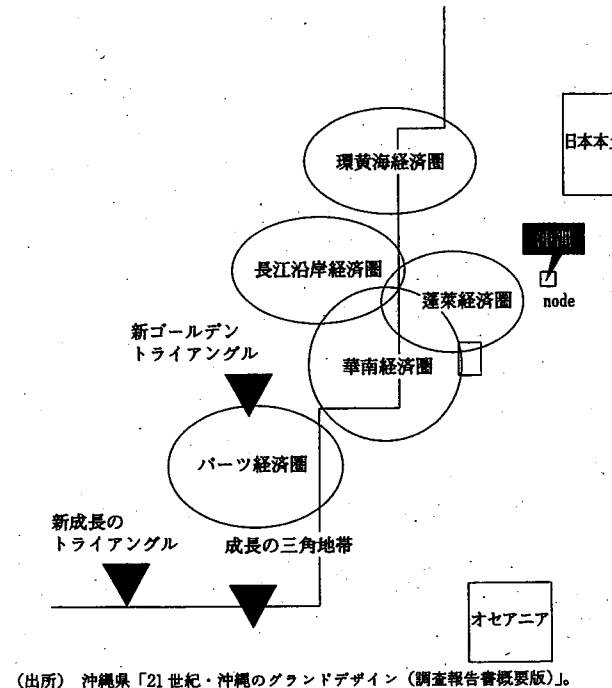 環黄海経済圏
日本本土
長江沿岸経済圏
沖縄
蓬莱経済圏
node
新ゴールデン
トライアングル
華南経済圏
バーツ経済圏
新成長の
トライアングル
成長の三角地帯
オセアニア
(出所) 沖縄県「21世紀・沖縄のグランドデザイン(調査報告書概要版)」。